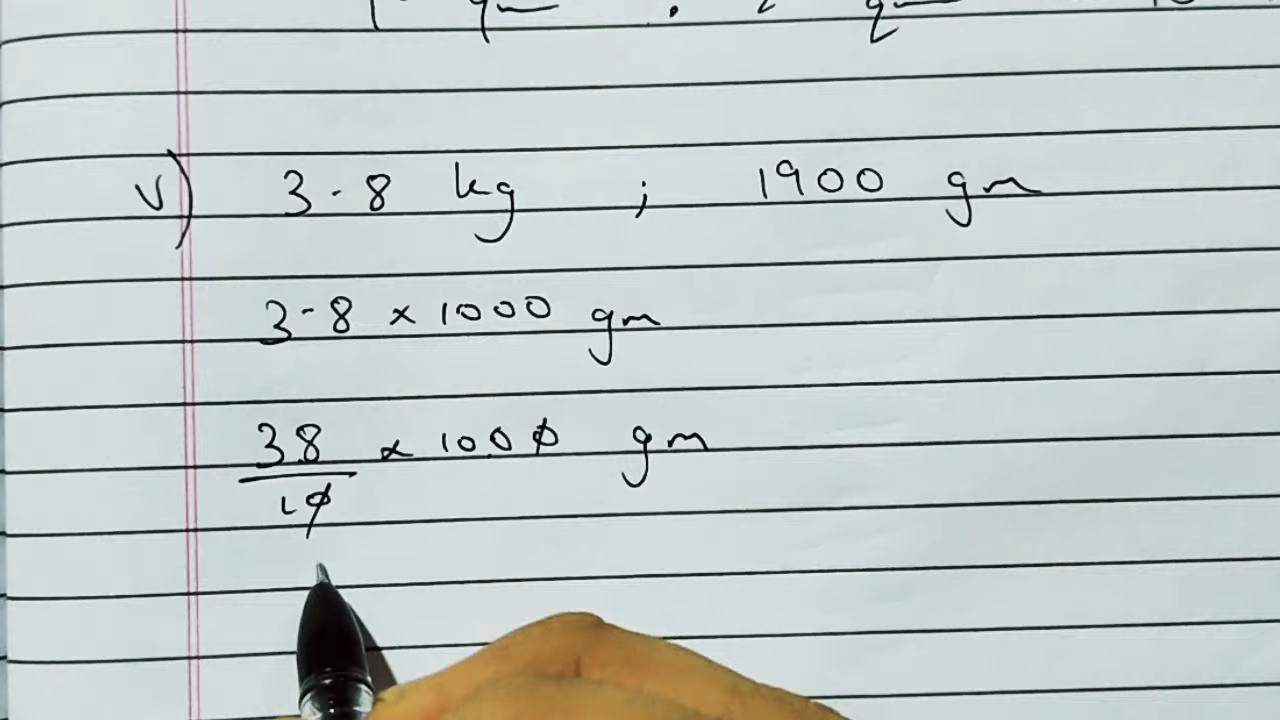 v) 3.8 kg ; 1900 gm
3.8 × 1000 gm
38 × 1000 gm
10